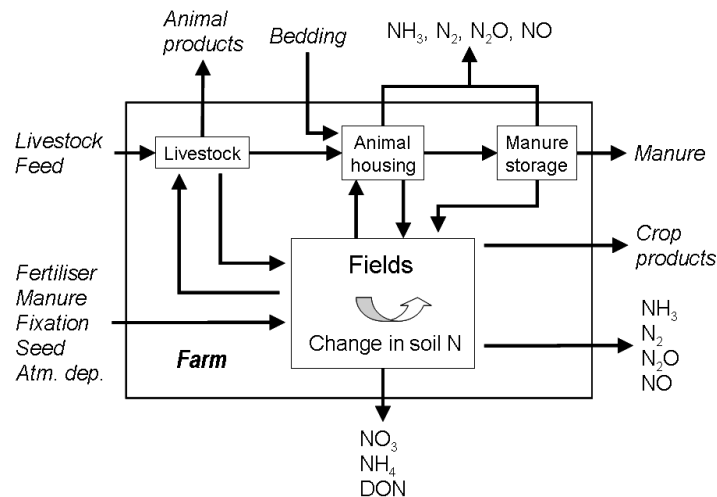 Animal
products
Bedding
NH₃, N₂, N₂O, NO
Livestock
Feed
Livestock
Animal
housing
Manure
storage
Manure
Fields
Change in soil N
Crop
products
Fertiliser
Manure
Fixation
Seed
Atm. dep.
Farm
NH₃
N₂
N₂O
NO
NO₃
NH₄
DON